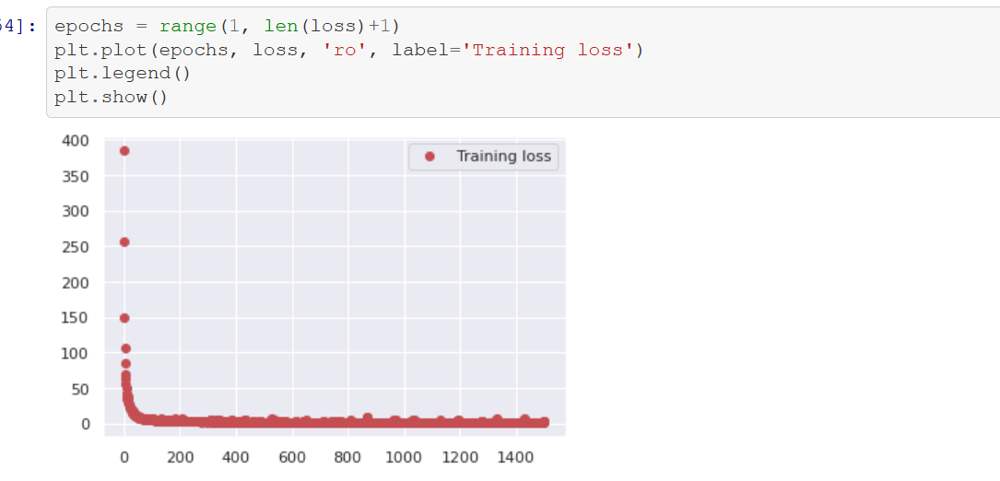 54]:
epochs = range(1, len(loss)+1)
plt.plot(epochs, loss, 'ro', label='Training loss')
plt.legend()
plt.show()
400
Training loss
350
300
250
200
150
100
50
0
0 200 400 600 800 1000 1200 1400